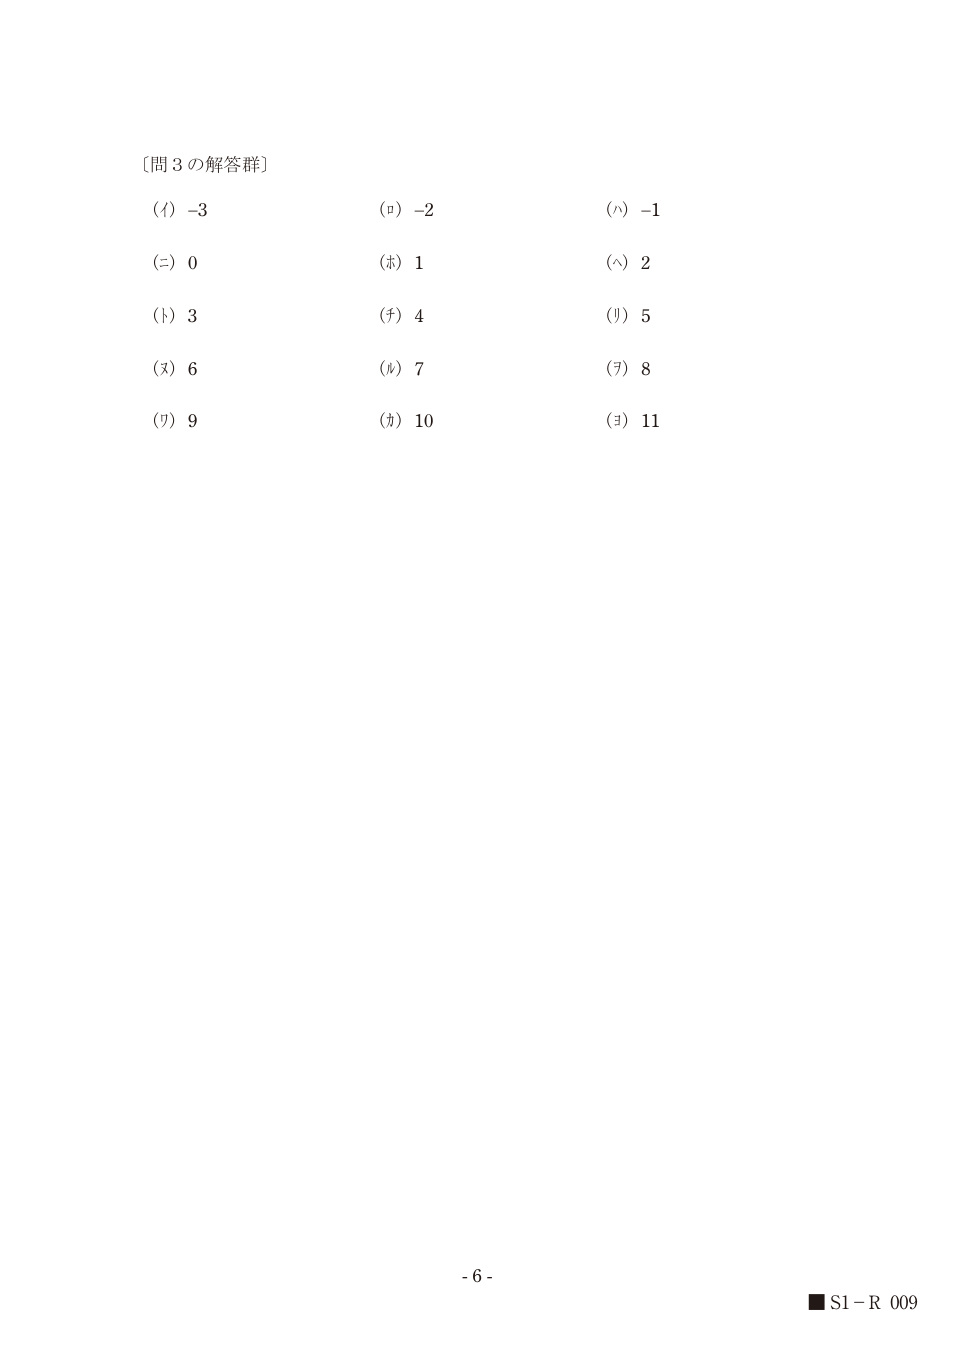 〔問３の解答群〕
(ｲ) –3 (ﾛ) –2 (ﾊ) –1
(ﾆ) 0 (ﾎ) 1 (ﾍ) 2
(ﾄ) 3 (ﾁ) 4 (ﾘ) 5
(ﾇ) 6 (ﾙ) 7 (ｦ) 8
(ﾜ) 9 (ｶ) 10 (ﾖ) 11
- 6 -
■ S1－R 009